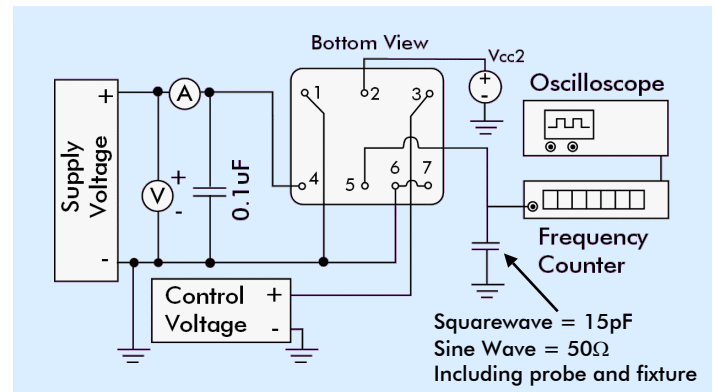 Bottom View
Vcc2
Oscilloscope
+
A
1
2
3
+
-
Supply
Voltage
V
+
-
0.1uF
4
5
6
7
-
Frequency
Counter
Control
Voltage
+
-
Squarewave = 15pF
Sine Wave = 50Ω
Including probe and fixture